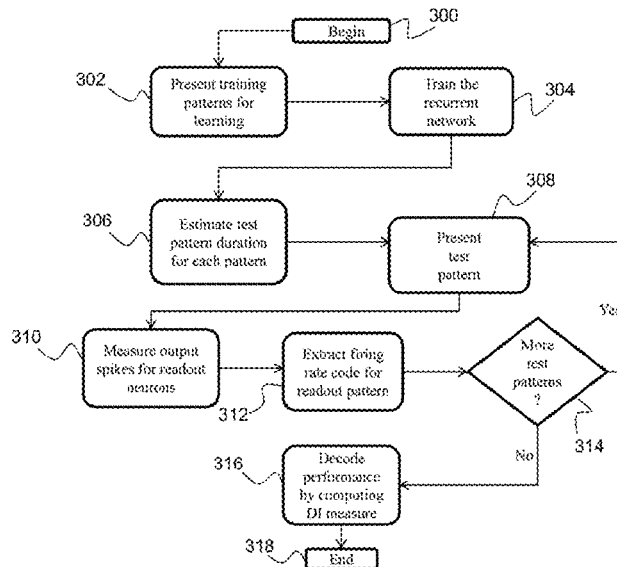 Begin
300
302
Present training
patterns for
learning
Train the
recurrent
network
304
306
Estimate test
pattern duration
for each pattern
308
Present
test
pattern
Yes
310
Measure output
spikes for readout
neurons
312
Extract firing
rate code for
readout pattern
More
test
patterns
?
314
No
316
Decode
performance
by computing
DI measure
318
End